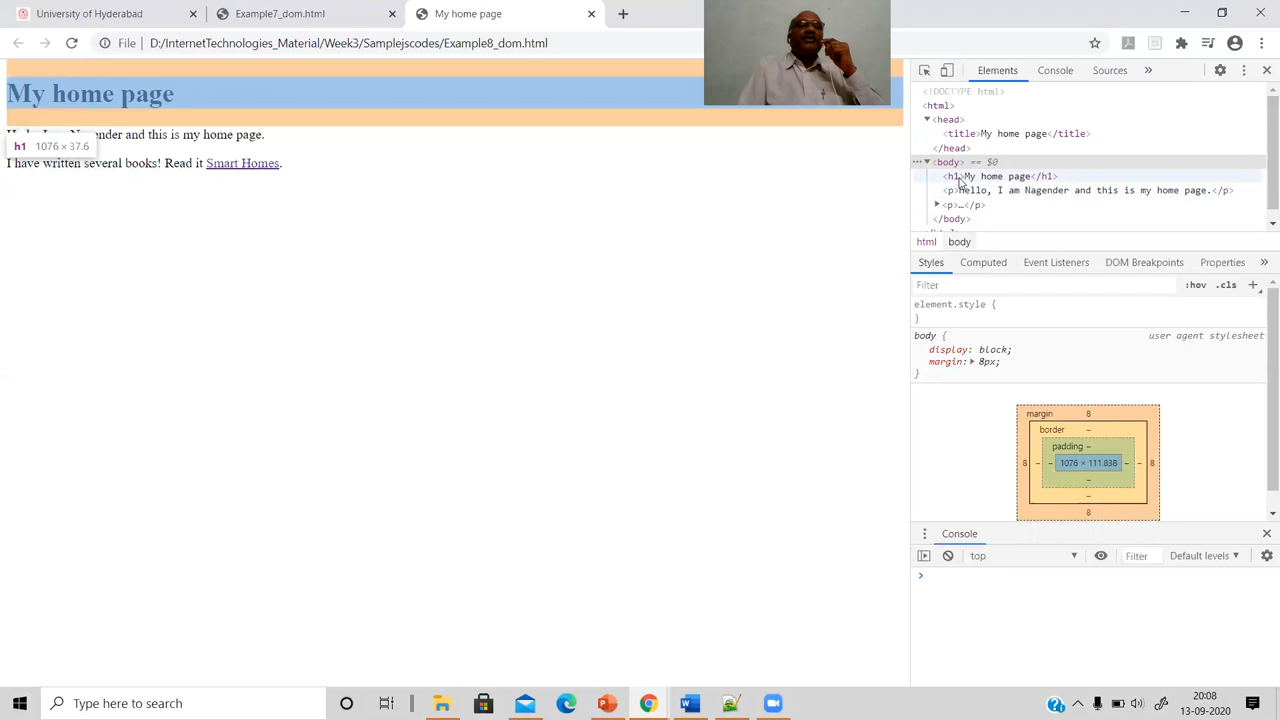 University of Hyderabad
Example7_dom.html
My home page
File D:/InternetTechnologies_Material/Week3/Samplejscodes/Example8_dom.html
My home page
and this is my home page.
h1 1076 × 37.6
I have written several books! Read it Smart Homes.
Elements Console Sources
<!DOCTYPE html>
<html>
<head>
<title>My home page</title>
</head>
<body> == $0
<h1>My home page</h1>
<p>hello, I am Nagender and this is my home page.</p>
<p>…</p>
</body>
html body
Styles Computed Event Listeners DOM Breakpoints Properties
Filter :hov .cls
element.style {
}
body { user agent stylesheet
display: block;
margin: 8px;
}
margin 8
border –
padding –
8 – – 1076 × 111.838 – – 8
–
–
8
Console
top Filter Default levels
Type here to search
20:08
13-09-2020